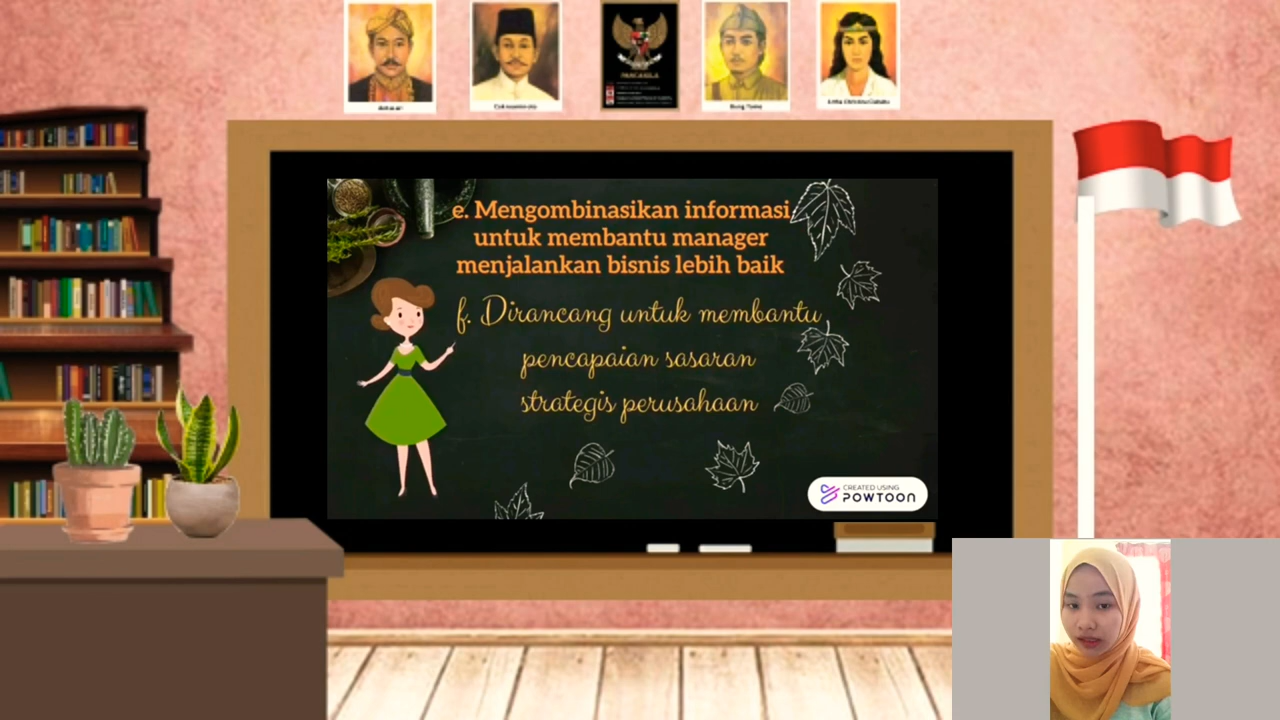 PANCASILA
Bung Tomo
e. Mengombinasikan informasi
untuk membantu manager
menjalankan bisnis lebih baik
f. Dirancang untuk membantu
pencapaian sasaran
strategis perusahaan
CREATED USING
POWTOON